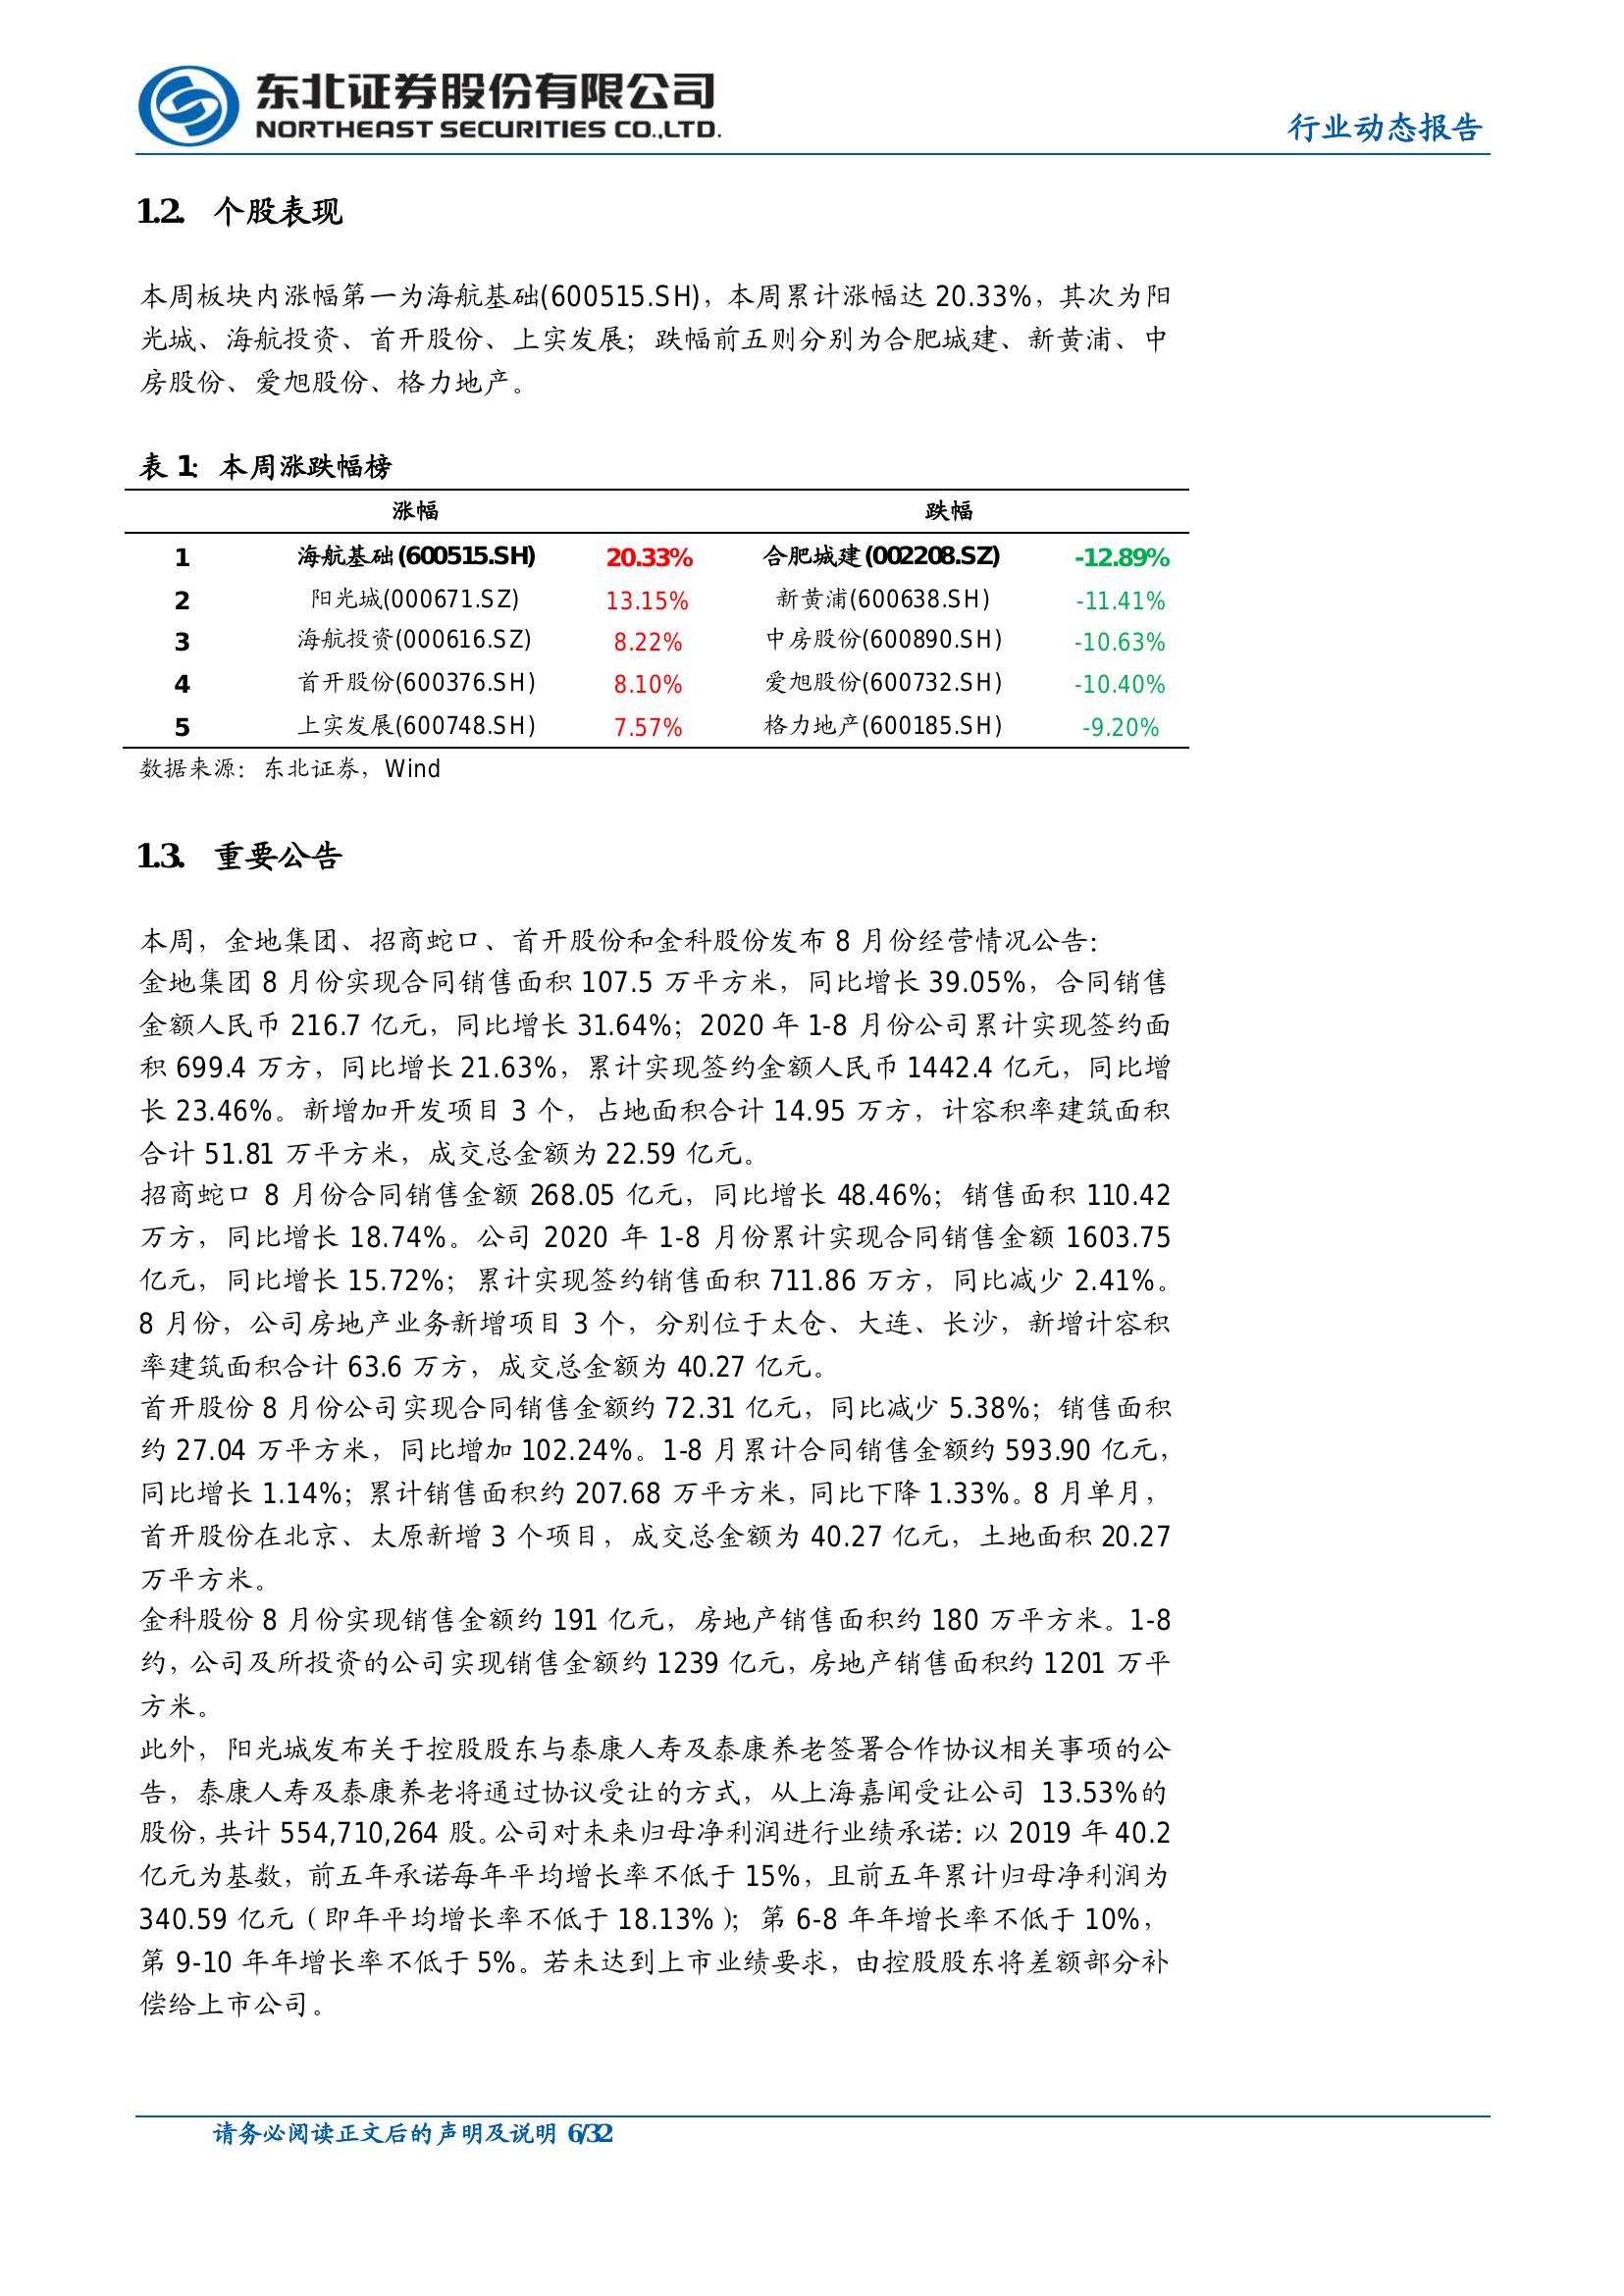 东北证券股份有限公司
NORTHEAST SECURITIES CO.,LTD.
行业动态报告
1.2. 个股表现
本周板块内涨幅第一为海航基础(600515.SH)，本周累计涨幅达 20.33%，其次为阳
光城、海航投资、首开股份、上实发展；跌幅前五则分别为合肥城建、新黄浦、中
房股份、爱旭股份、格力地产。
表 1：本周涨跌幅榜
涨幅 跌幅
1 海航基础(600515.SH) 20.33% 合肥城建(002208.SZ) -12.89%
2 阳光城(000671.SZ) 13.15% 新黄浦(600638.SH) -11.41%
3 海航投资(000616.SZ) 8.22% 中房股份(600890.SH) -10.63%
4 首开股份(600376.SH) 8.10% 爱旭股份(600732.SH) -10.40%
5 上实发展(600748.SH) 7.57% 格力地产(600185.SH) -9.20%
数据来源：东北证券，Wind
1.3. 重要公告
本周，金地集团、招商蛇口、首开股份和金科股份发布 8 月份经营情况公告：
金地集团 8 月份实现合同销售面积 107.5 万平方米，同比增长 39.05%，合同销售
金额人民币 216.7 亿元，同比增长 31.64%；2020 年 1-8 月份公司累计实现签约面
积 699.4 万方，同比增长 21.63%，累计实现签约金额人民币 1442.4 亿元，同比增
长 23.46%。新增加开发项目 3 个，占地面积合计 14.95 万方，计容积率建筑面积
合计 51.81 万平方米，成交总金额为 22.59 亿元。
招商蛇口 8 月份合同销售金额 268.05 亿元，同比增长 48.46%；销售面积 110.42
万方，同比增长 18.74%。公司 2020 年 1-8 月份累计实现合同销售金额 1603.75
亿元，同比增长 15.72%；累计实现签约销售面积 711.86 万方，同比减少 2.41%。
8 月份，公司房地产业务新增项目 3 个，分别位于太仓、大连、长沙，新增计容积
率建筑面积合计 63.6 万方，成交总金额为 40.27 亿元。
首开股份 8 月份公司实现合同销售金额约 72.31 亿元，同比减少 5.38%；销售面积
约 27.04 万平方米，同比增加 102.24%。1-8 月累计合同销售金额约 593.90 亿元，
同比增长 1.14%；累计销售面积约 207.68 万平方米，同比下降 1.33%。8 月单月，
首开股份在北京、太原新增 3 个项目，成交总金额为 40.27 亿元，土地面积 20.27
万平方米。
金科股份 8 月份实现销售金额约 191 亿元，房地产销售面积约 180 万平方米。1-8
约，公司及所投资的公司实现销售金额约 1239 亿元，房地产销售面积约 1201 万平
方米。
此外，阳光城发布关于控股股东与泰康人寿及泰康养老签署合作协议相关事项的公
告，泰康人寿及泰康养老将通过协议受让的方式，从上海嘉闻受让公司 13.53%的
股份，共计 554,710,264 股。公司对未来归母净利润进行业绩承诺：以 2019 年 40.2
亿元为基数，前五年承诺每年平均增长率不低于 15%，且前五年累计归母净利润为
340.59 亿元（即年平均增长率不低于 18.13%）；第 6-8 年年增长率不低于 10%，
第 9-10 年年增长率不低于 5%。若未达到上市业绩要求，由控股股东将差额部分补
偿给上市公司。
请务必阅读正文后的声明及说明 6/32